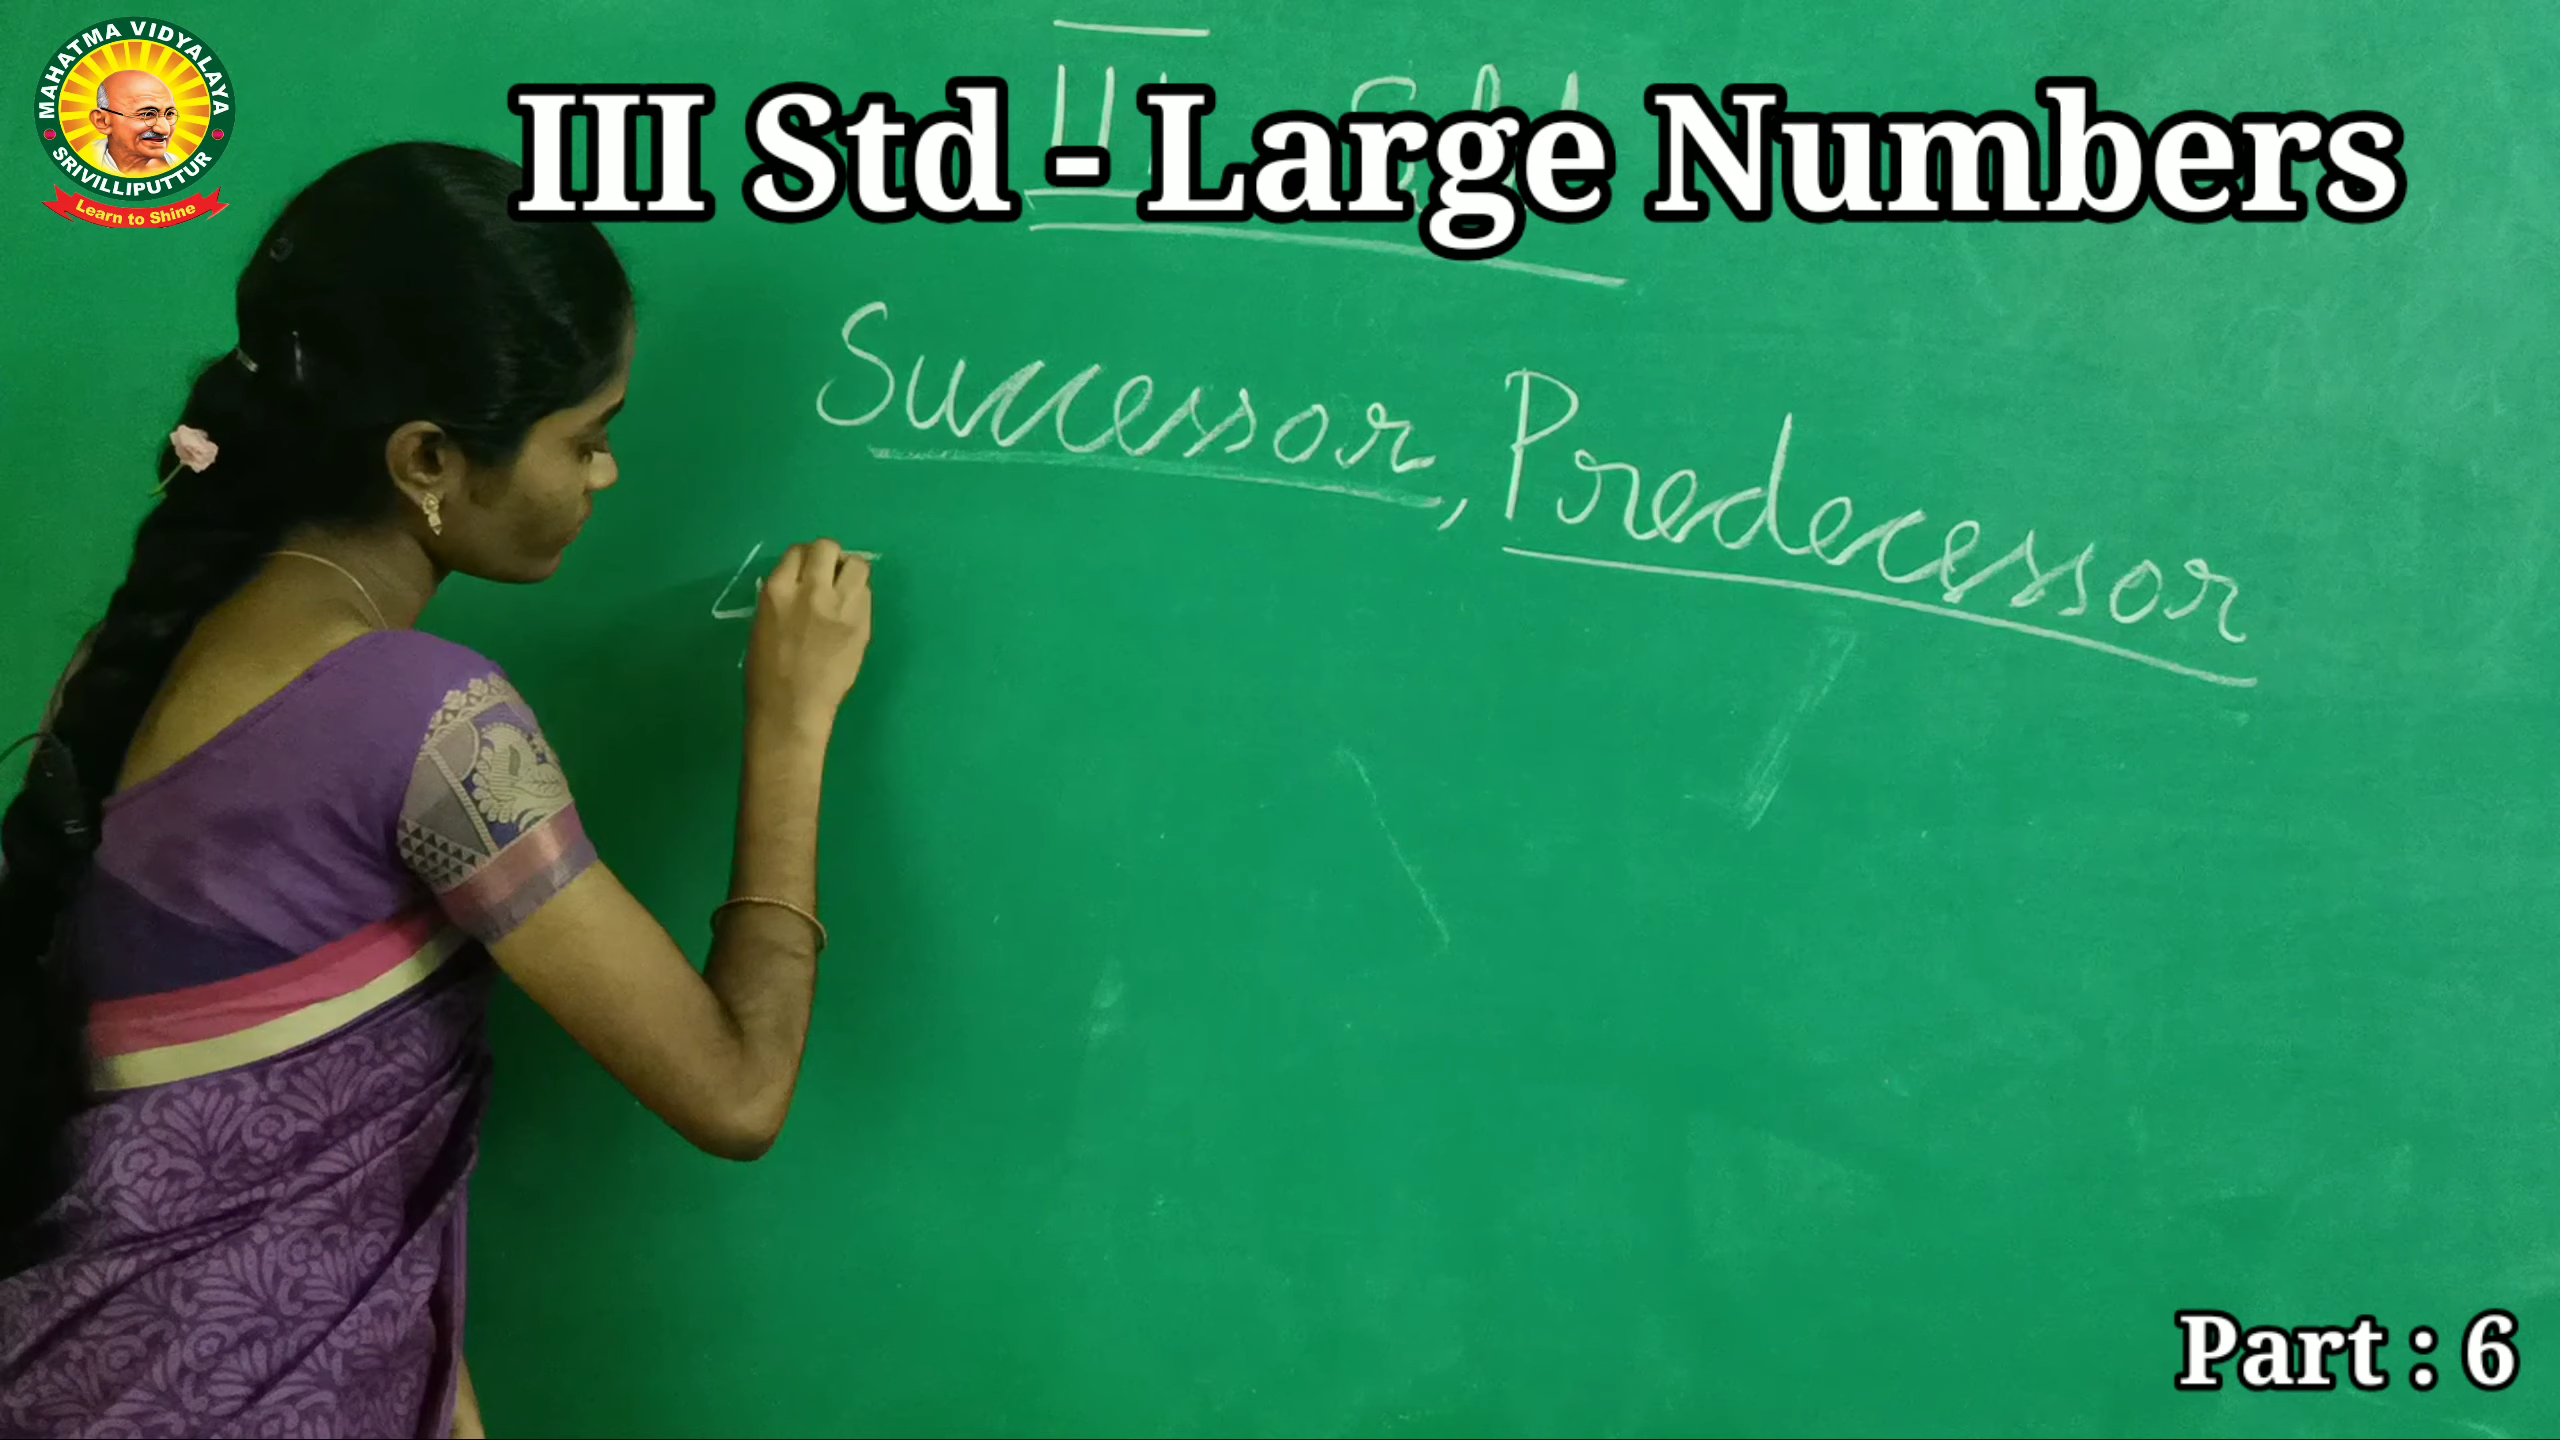 MAHATMA VIDYALAYA
SRIVILLIPUTTUR
Learn to Shine
III Std - Large Numbers
Successor, Predecessor
Part : 6